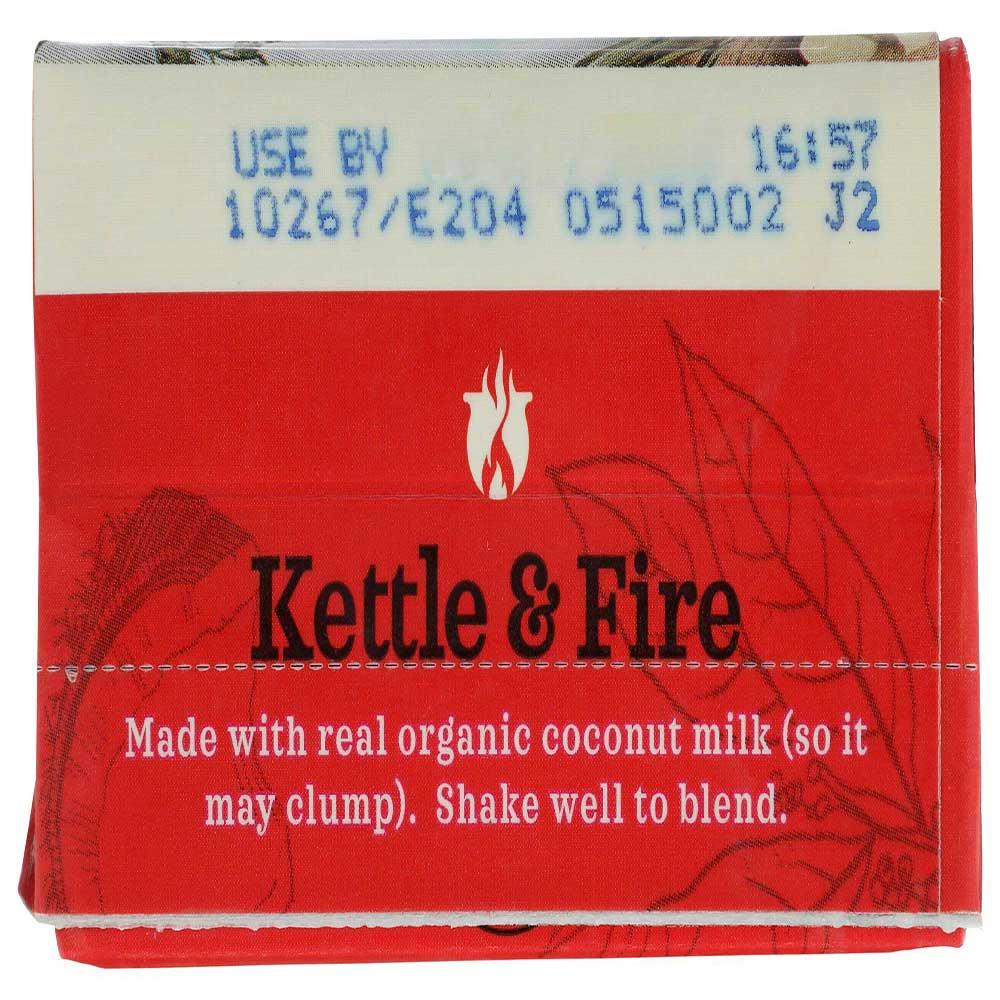 USE BY 16:57
10267/E204 0515002 J2
Kettle & Fire
Made with real organic coconut milk (so it
may clump). Shake well to blend.